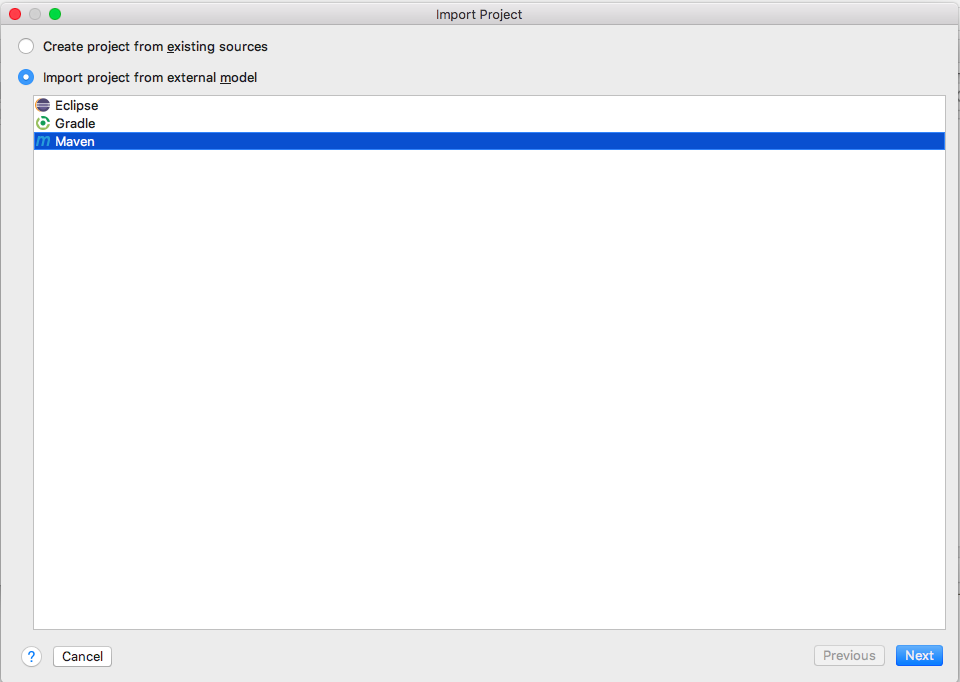 Import Project
Create project from existing sources
Import project from external model
Eclipse
Gradle
m Maven
? Cancel Previous Next